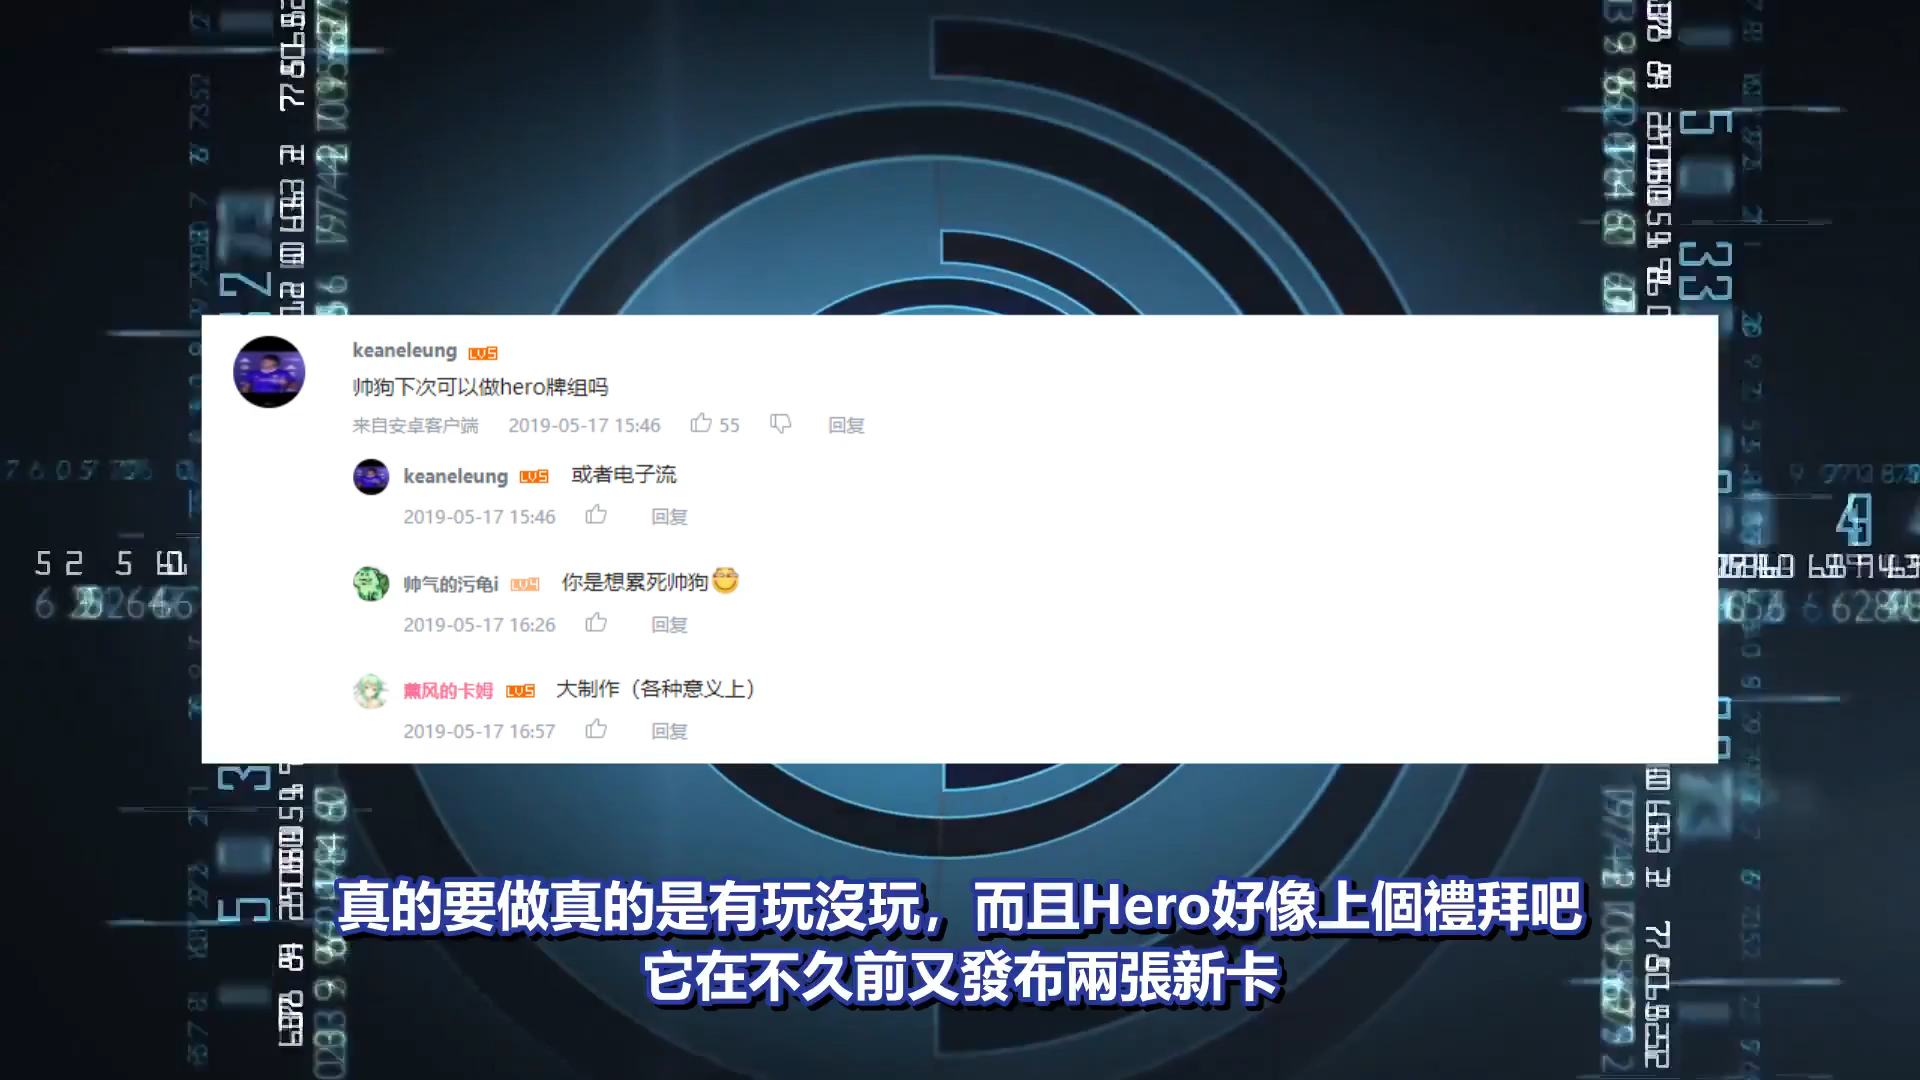 keaneleung LV5
帅狗下次可以做hero牌组吗
来自安卓客户端 2019-05-17 15:46 55 回复
keaneleung LV5 或者电子流
2019-05-17 15:46 回复
帅气的污龟i LV4 你是想累死帅狗
2019-05-17 16:26 回复
薰风的卡姆 LV5 大制作（各种意义上）
2019-05-17 16:57 回复
真的要做真的是有玩沒玩，而且Hero好像上個禮拜吧
它在不久前又發布兩張新卡